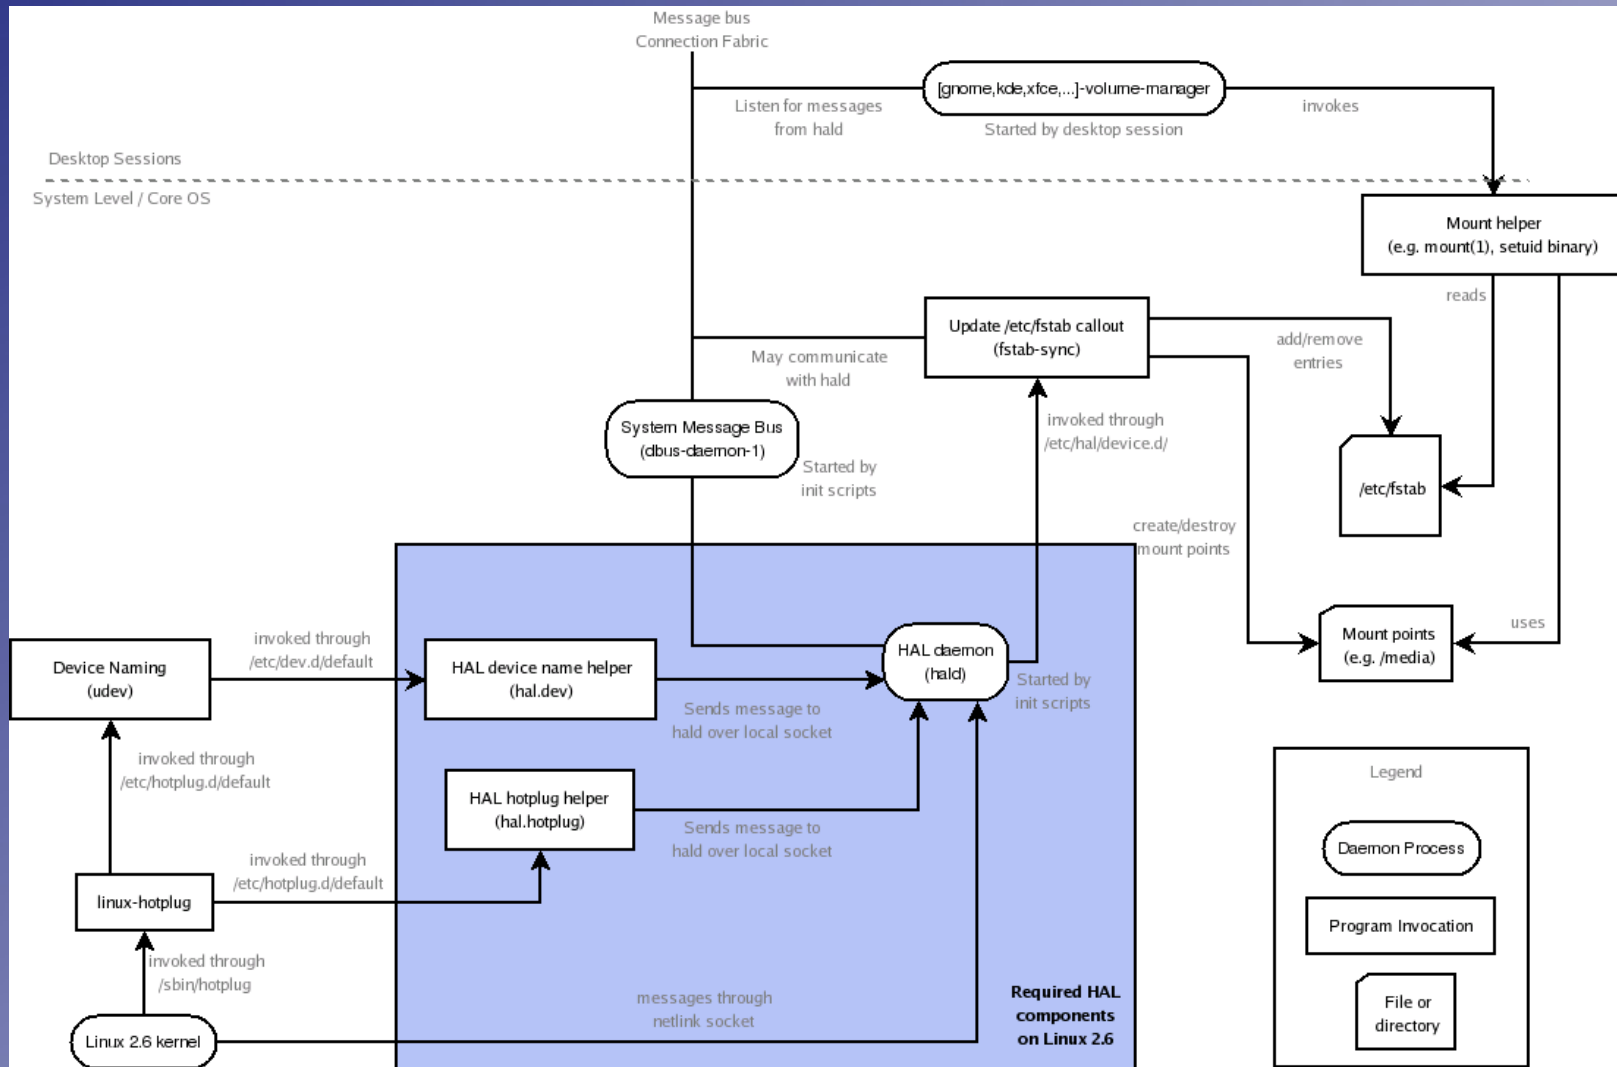 Message bus
Connection Fabric
[gnome,kde,xfce,...]-volume-manager
Listen for messages
from hald
Started by desktop session
invokes
Desktop Sessions
System Level / Core OS
Mount helper
(e.g. mount(1), setuid binary)
reads
Update /etc/fstab callout
(fstab-sync)
add/remove
entries
May communicate
with hald
System Message Bus
(dbus-daemon-1)
Started by
init scripts
invoked through
/etc/hal/device.d/
/etc/fstab
create/destroy
mount points
Mount points
(e.g. /media)
uses
Device Naming
(udev)
invoked through
/etc/dev.d/default
HAL device name helper
(hal.dev)
HAL daemon
(hald)
Started by
init scripts
Sends message to
hald over local socket
invoked through
/etc/hotplug.d/default
HAL hotplug helper
(hal.hotplug)
Sends message to
hald over local socket
invoked through
/etc/hotplug.d/default
linux-hotplug
invoked through
/sbin/hotplug
Linux 2.6 kernel
messages through
netlink socket
Required HAL
components
on Linux 2.6
Legend
Daemon Process
Program Invocation
File or
directory